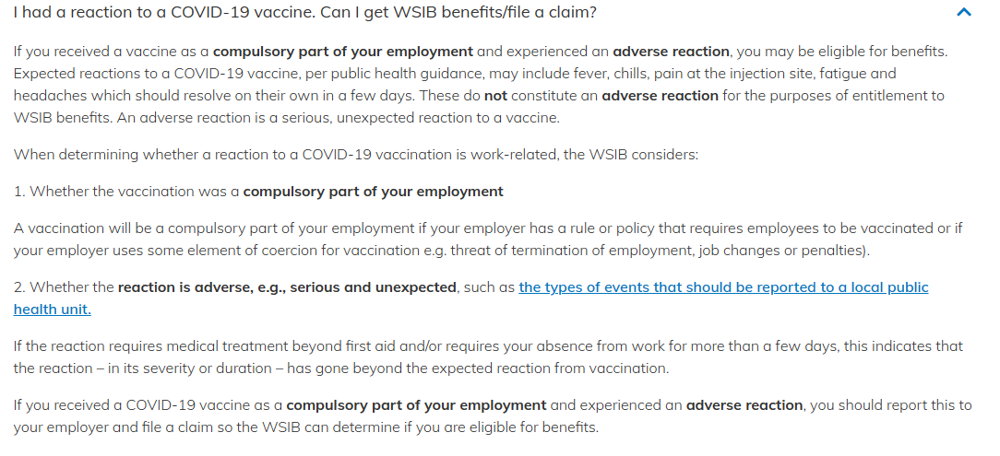 I had a reaction to a COVID-19 vaccine. Can I get WSIB benefits/file a claim?
If you received a vaccine as a compulsory part of your employment and experienced an adverse reaction, you may be eligible for benefits.
Expected reactions to a COVID-19 vaccine, per public health guidance, may include fever, chills, pain at the injection site, fatigue and
headaches which should resolve on their own in a few days. These do not constitute an adverse reaction for the purposes of entitlement to
WSIB benefits. An adverse reaction is a serious, unexpected reaction to a vaccine.
When determining whether a reaction to a COVID-19 vaccination is work-related, the WSIB considers:
1. Whether the vaccination was a compulsory part of your employment
A vaccination will be a compulsory part of your employment if your employer has a rule or policy that requires employees to be vaccinated or if
your employer uses some element of coercion for vaccination e.g. threat of termination of employment, job changes or penalties).
2. Whether the reaction is adverse, e.g., serious and unexpected, such as the types of events that should be reported to a local public
health unit.
If the reaction requires medical treatment beyond first aid and/or requires your absence from work for more than a few days, this indicates that
the reaction – in its severity or duration – has gone beyond the expected reaction from vaccination.
If you received a COVID-19 vaccine as a compulsory part of your employment and experienced an adverse reaction, you should report this to
your employer and file a claim so the WSIB can determine if you are eligible for benefits.